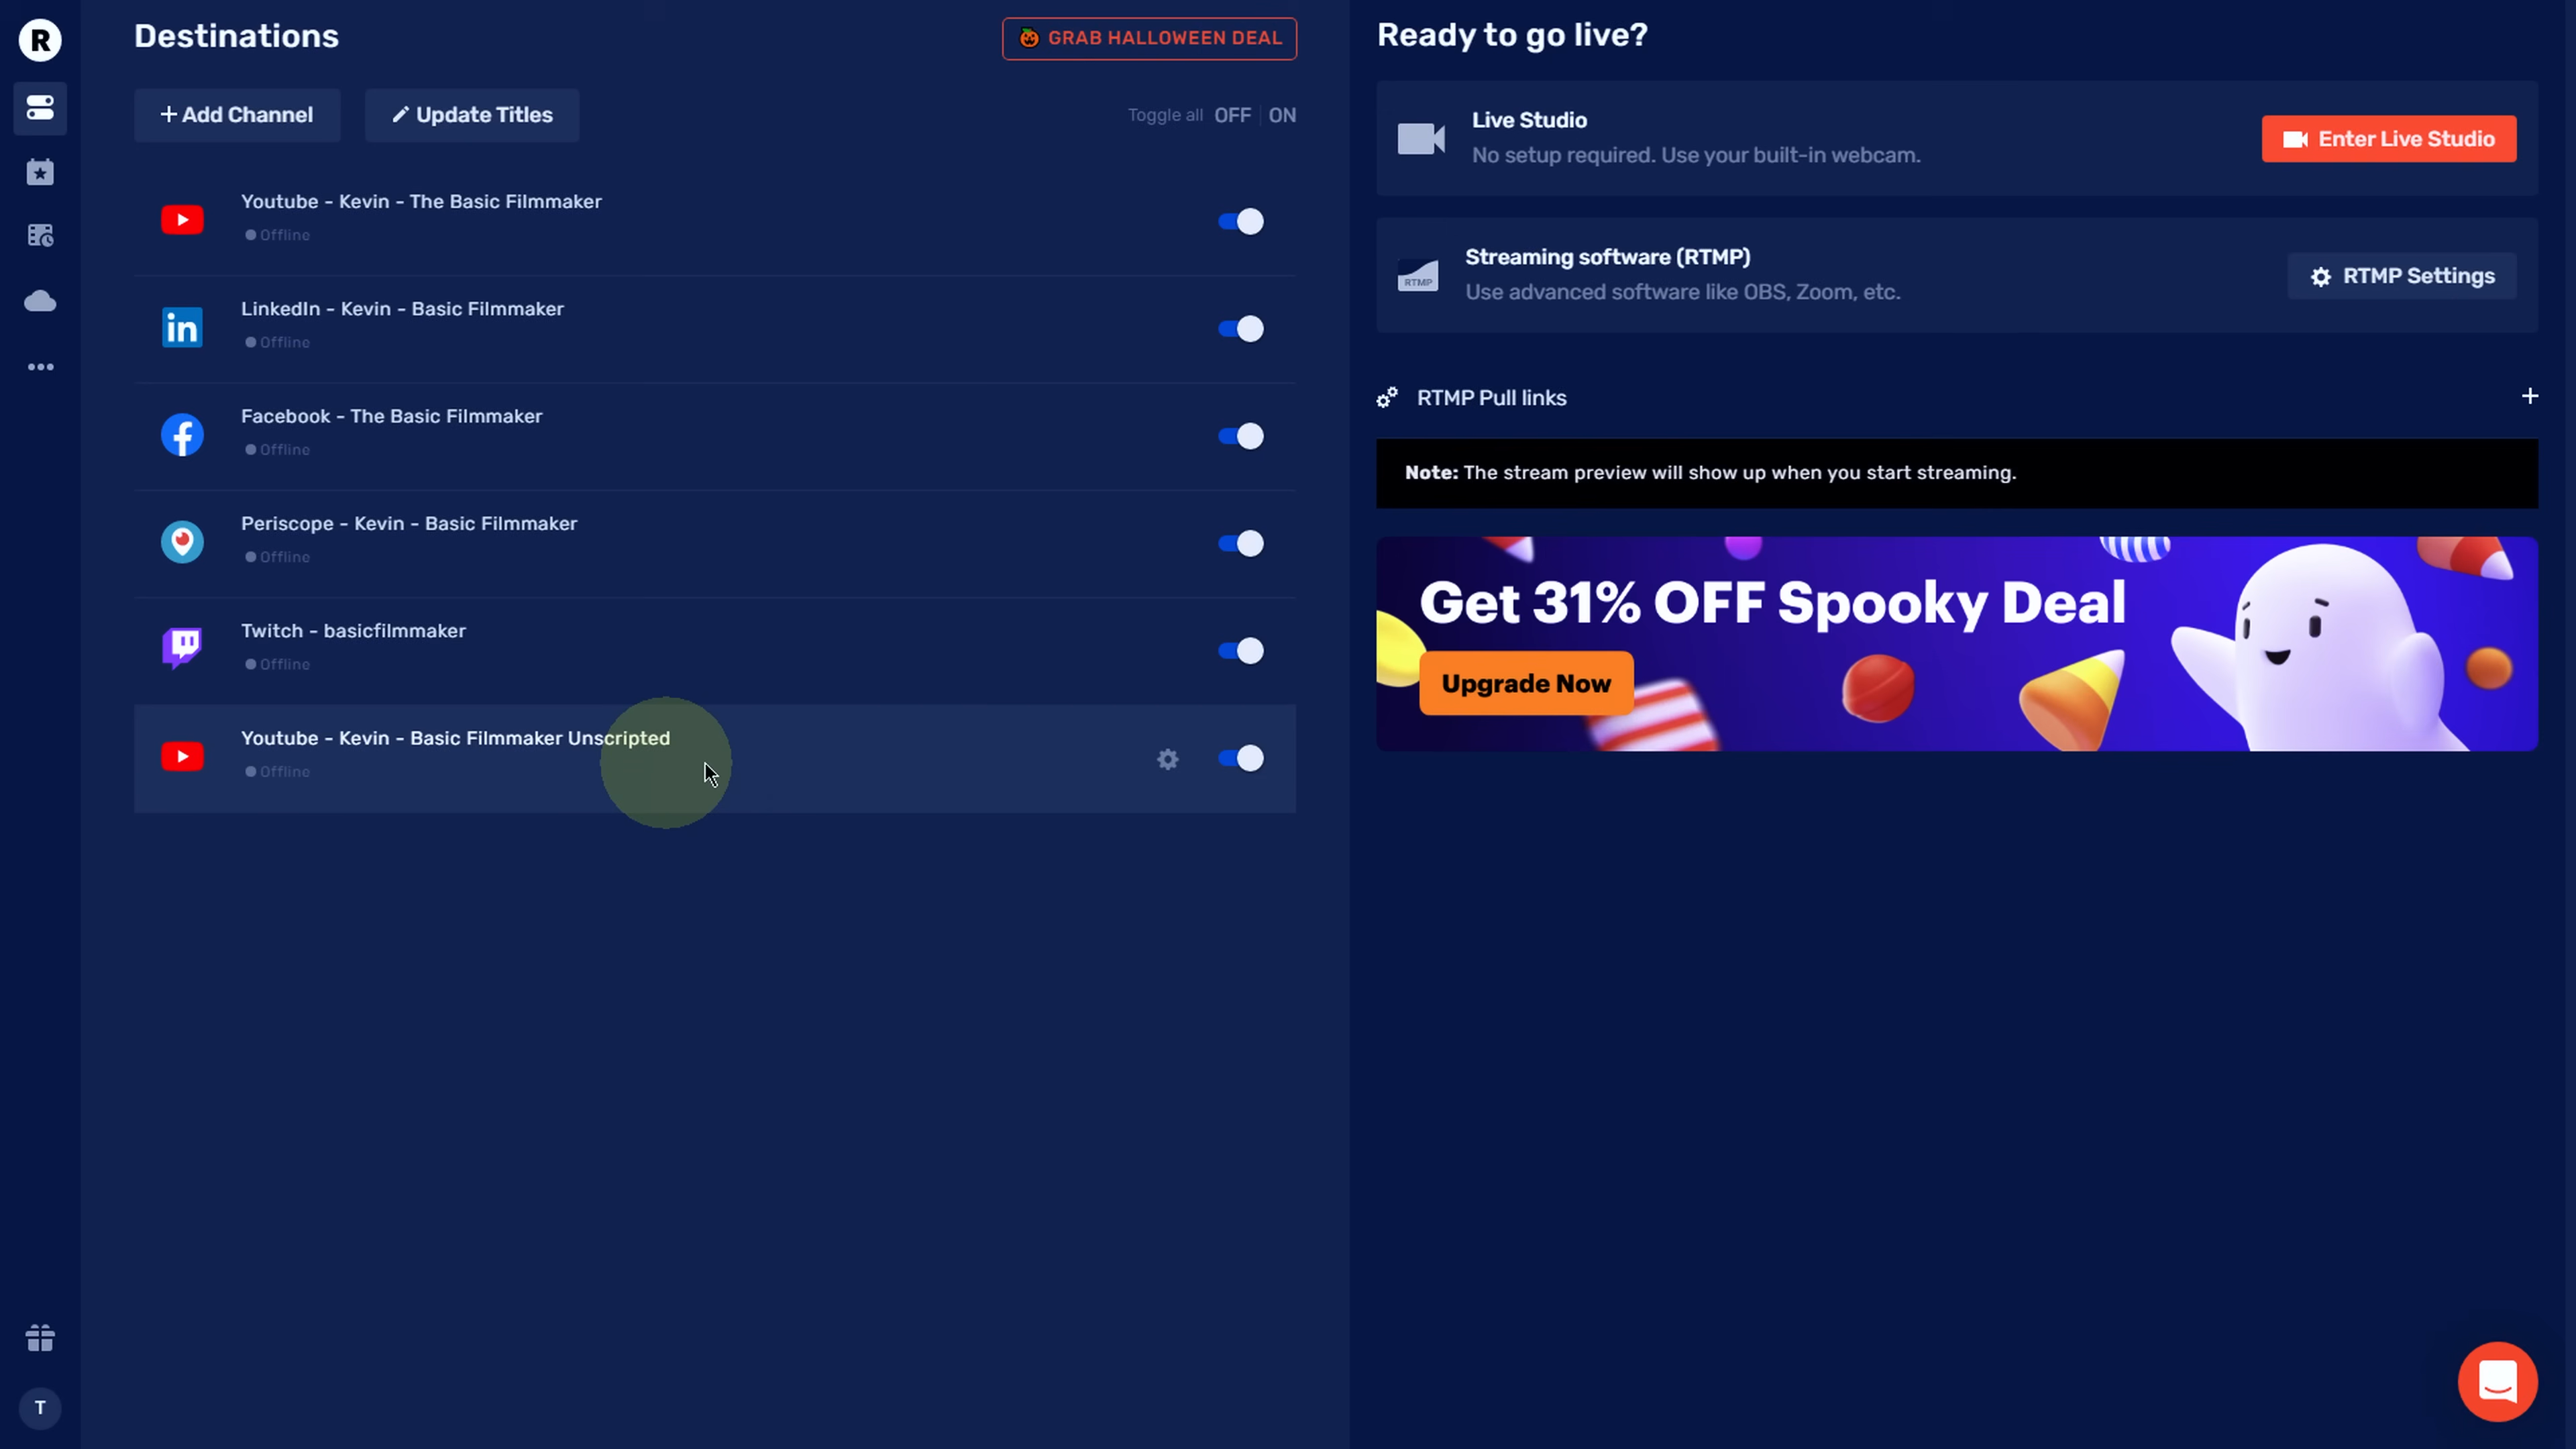 R
Destinations
GRAB HALLOWEEN DEAL
+ Add Channel
Update Titles
Toggle all OFF ON
Youtube - Kevin - The Basic Filmmaker
Offline
in
LinkedIn - Kevin - Basic Filmmaker
Offline
Facebook - The Basic Filmmaker
Offline
Periscope - Kevin - Basic Filmmaker
Offline
Twitch - basicfilmmaker
Offline
Youtube - Kevin - Basic Filmmaker Unscripted
Offline
T
Ready to go live?
Live Studio
No setup required. Use your built-in webcam.
Enter Live Studio
RTMP
Streaming software (RTMP)
Use advanced software like OBS, Zoom, etc.
RTMP Settings
RTMP Pull links
+
Note: The stream preview will show up when you start streaming.
Get 31% OFF Spooky Deal
Upgrade Now